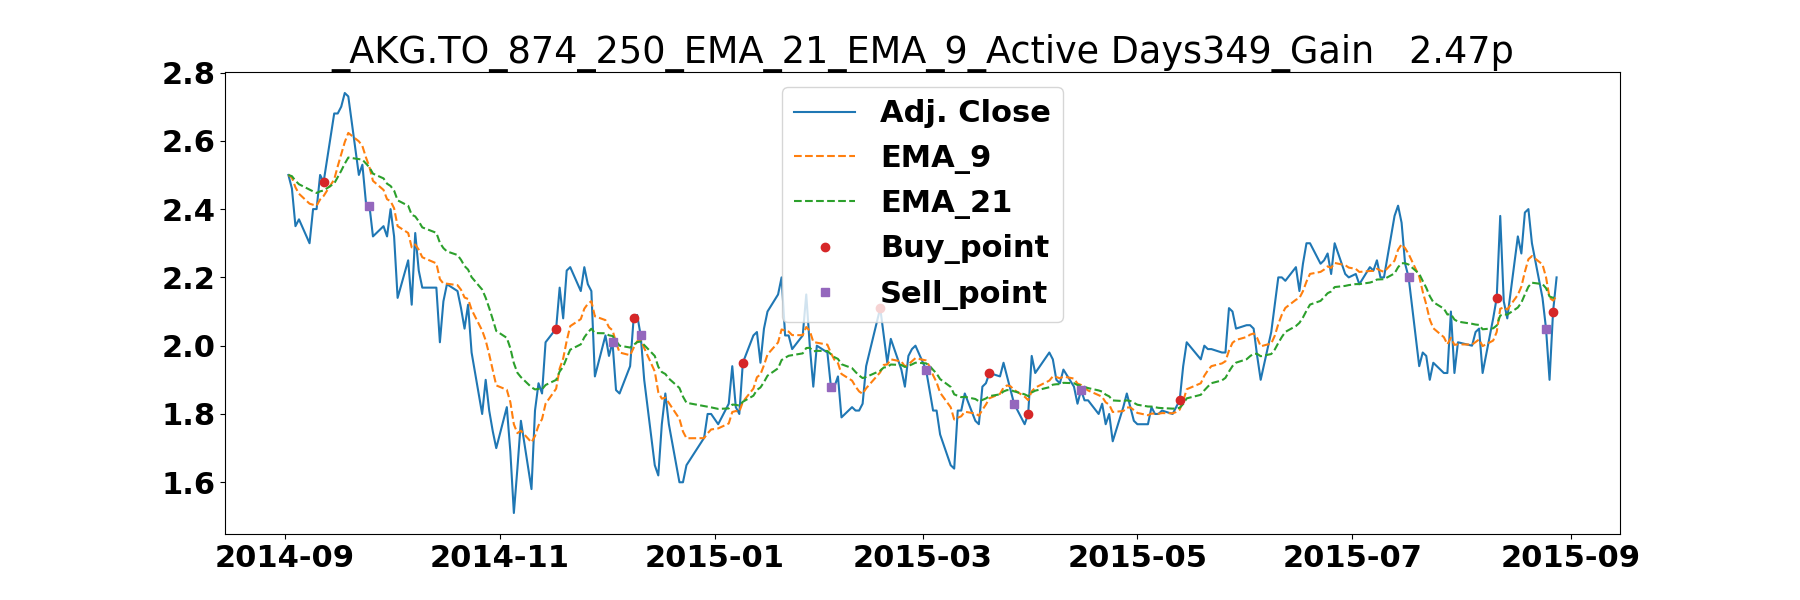 _AKG.TO_874_250_EMA_21_EMA_9_Active Days349_Gain   2.47p
2.8
2.6
2.4
2.2
2.0
1.8
1.6
Adj. Close
EMA_9
EMA_21
Buy_point
Sell_point
2014-09 2014-11 2015-01 2015-03 2015-05 2015-07 2015-09